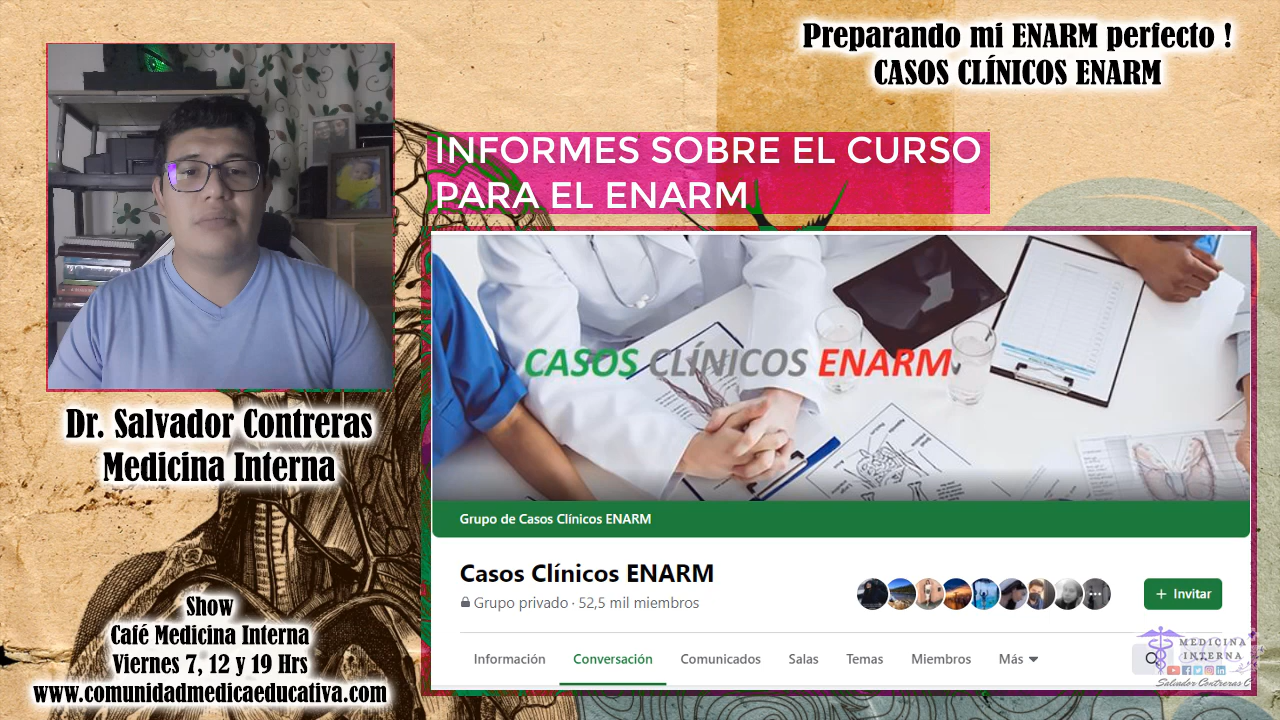 Preparando mi ENARM perfecto !
CASOS CLÍNICOS ENARM
INFORMES SOBRE EL CURSO
PARA EL ENARM
CASOS CLÍNICOS ENARM
Grupo de Casos Clínicos ENARM
Casos Clínicos ENARM
Grupo privado · 52,5 mil miembros
+ Invitar
Información Conversación Comunicados Salas Temas Miembros Más
MEDICINA
INTERNA
Salvador Contreras C
Dr. Salvador Contreras
Medicina Interna
Show
Café Medicina Interna
Viernes 7, 12 y 19 Hrs
www.comunidadmedicaeducativa.com